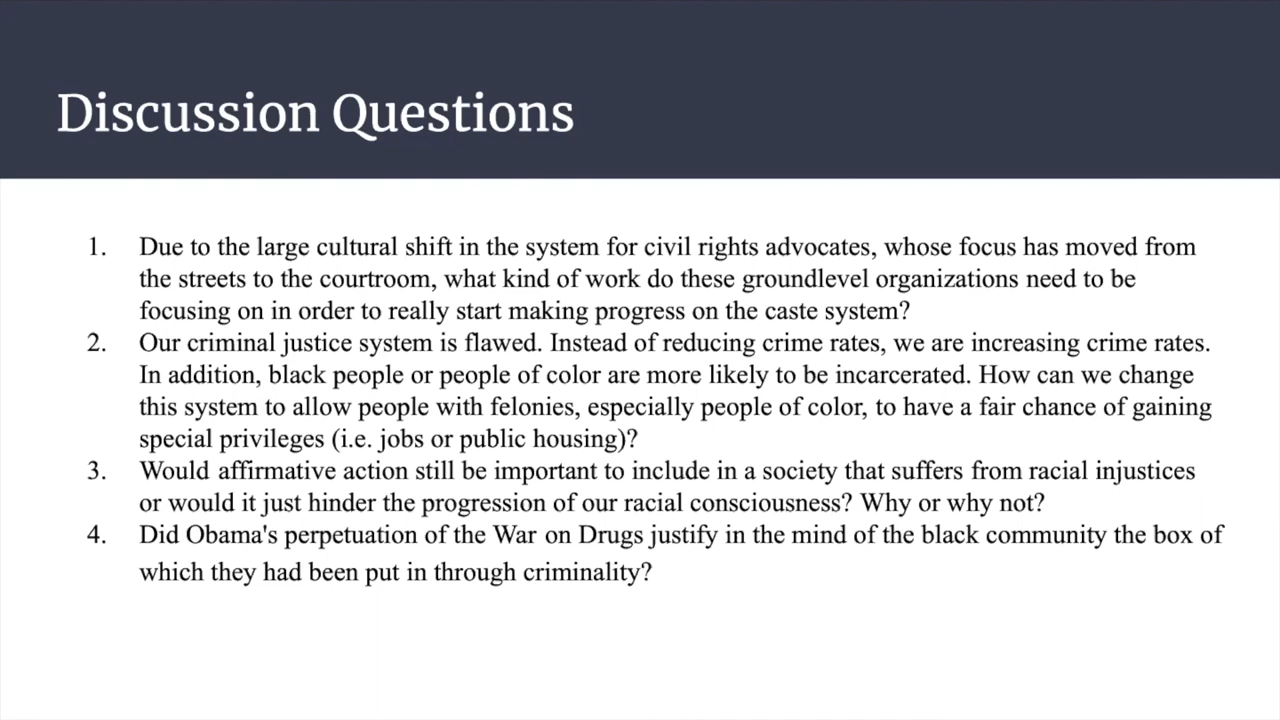 Discussion Questions
1. Due to the large cultural shift in the system for civil rights advocates, whose focus has moved from
the streets to the courtroom, what kind of work do these groundlevel organizations need to be
focusing on in order to really start making progress on the caste system?
2. Our criminal justice system is flawed. Instead of reducing crime rates, we are increasing crime rates.
In addition, black people or people of color are more likely to be incarcerated. How can we change
this system to allow people with felonies, especially people of color, to have a fair chance of gaining
special privileges (i.e. jobs or public housing)?
3. Would affirmative action still be important to include in a society that suffers from racial injustices
or would it just hinder the progression of our racial consciousness? Why or why not?
4. Did Obama's perpetuation of the War on Drugs justify in the mind of the black community the box of
which they had been put in through criminality?